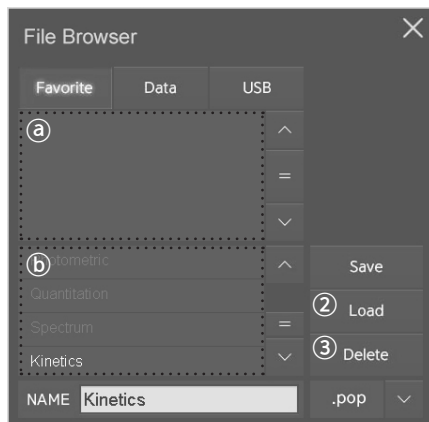 File Browser
Favorite Data USB
ⓐ
ⓑ
Quantitation
Spectrum
Kinetics
Save
② Load
③ Delete
NAME Kinetics .pop